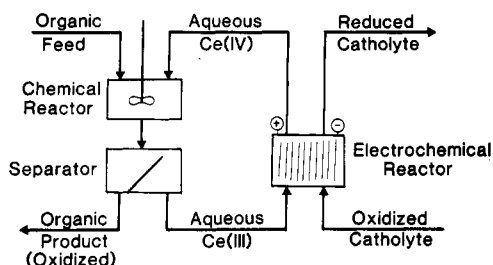 Organic
Feed
Aqueous
Ce(IV)
Reduced
Catholyte
Chemical
Reactor
+
−
Separator
Electrochemical
Reactor
Organic
Product
(Oxidized)
Aqueous
Ce(III)
Oxidized
Catholyte